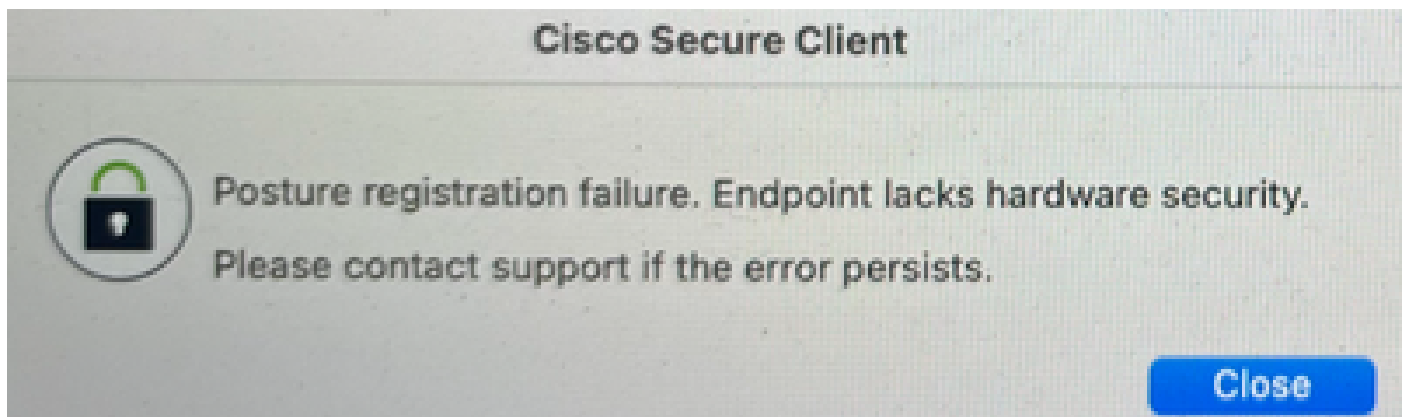 Cisco Secure Client
Posture registration failure. Endpoint lacks hardware security.
Please contact support if the error persists.
Close